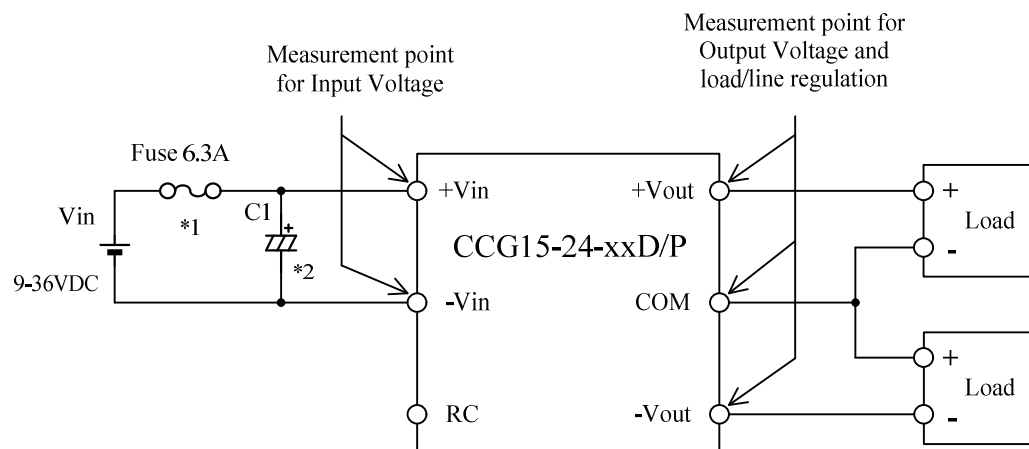 Measurement point
for Input Voltage
Measurement point for
Output Voltage and
load/line regulation
Fuse 6.3A
*1
Vin
9-36VDC
C1
+
*2
+Vin
-Vin
RC
CCG15-24-xxD/P
+Vout
COM
-Vout
+
Load
-
+
Load
-